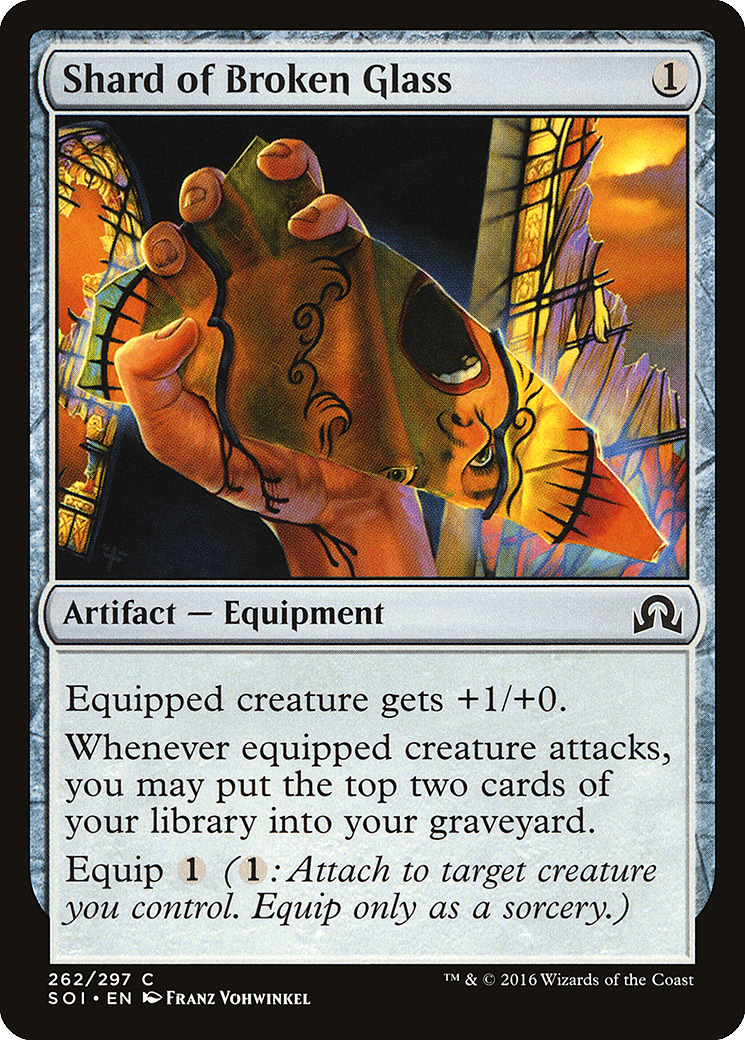 Shard of Broken Glass 1
Artifact — Equipment
Equipped creature gets +1/+0.
Whenever equipped creature attacks,
you may put the top two cards of
your library into your graveyard.
Equip 1 (1: Attach to target creature
you control. Equip only as a sorcery.)
262/297 C
™ & © 2016 Wizards of the Coast
SOI • EN Franz Vohwinkel